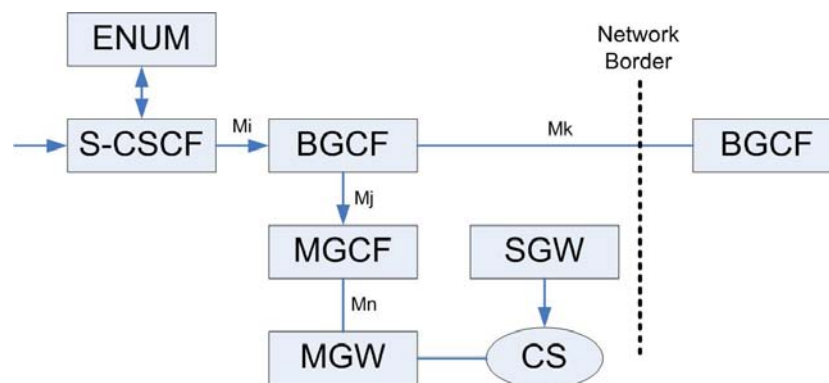 ENUM
Network
Border
S-CSCF
Mi
BGCF
Mk
BGCF
Mj
MGCF
SGW
Mn
MGW
CS